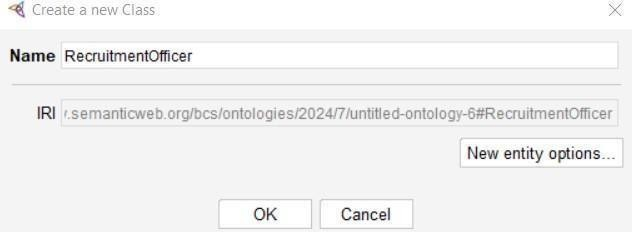 Create a new Class
Name RecruitmentOfficer
IRI .semanticweb.org/bcs/ontologies/2024/7/untitled-ontology-6#RecruitmentOfficer
New entity options...
OK Cancel